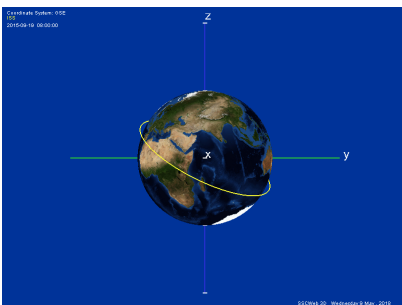 Coordinate System: GSE
ISS
2015-09-19 08:00:00
Z
X
y
SSCWeb 3D Wednesday 9 May, 2018